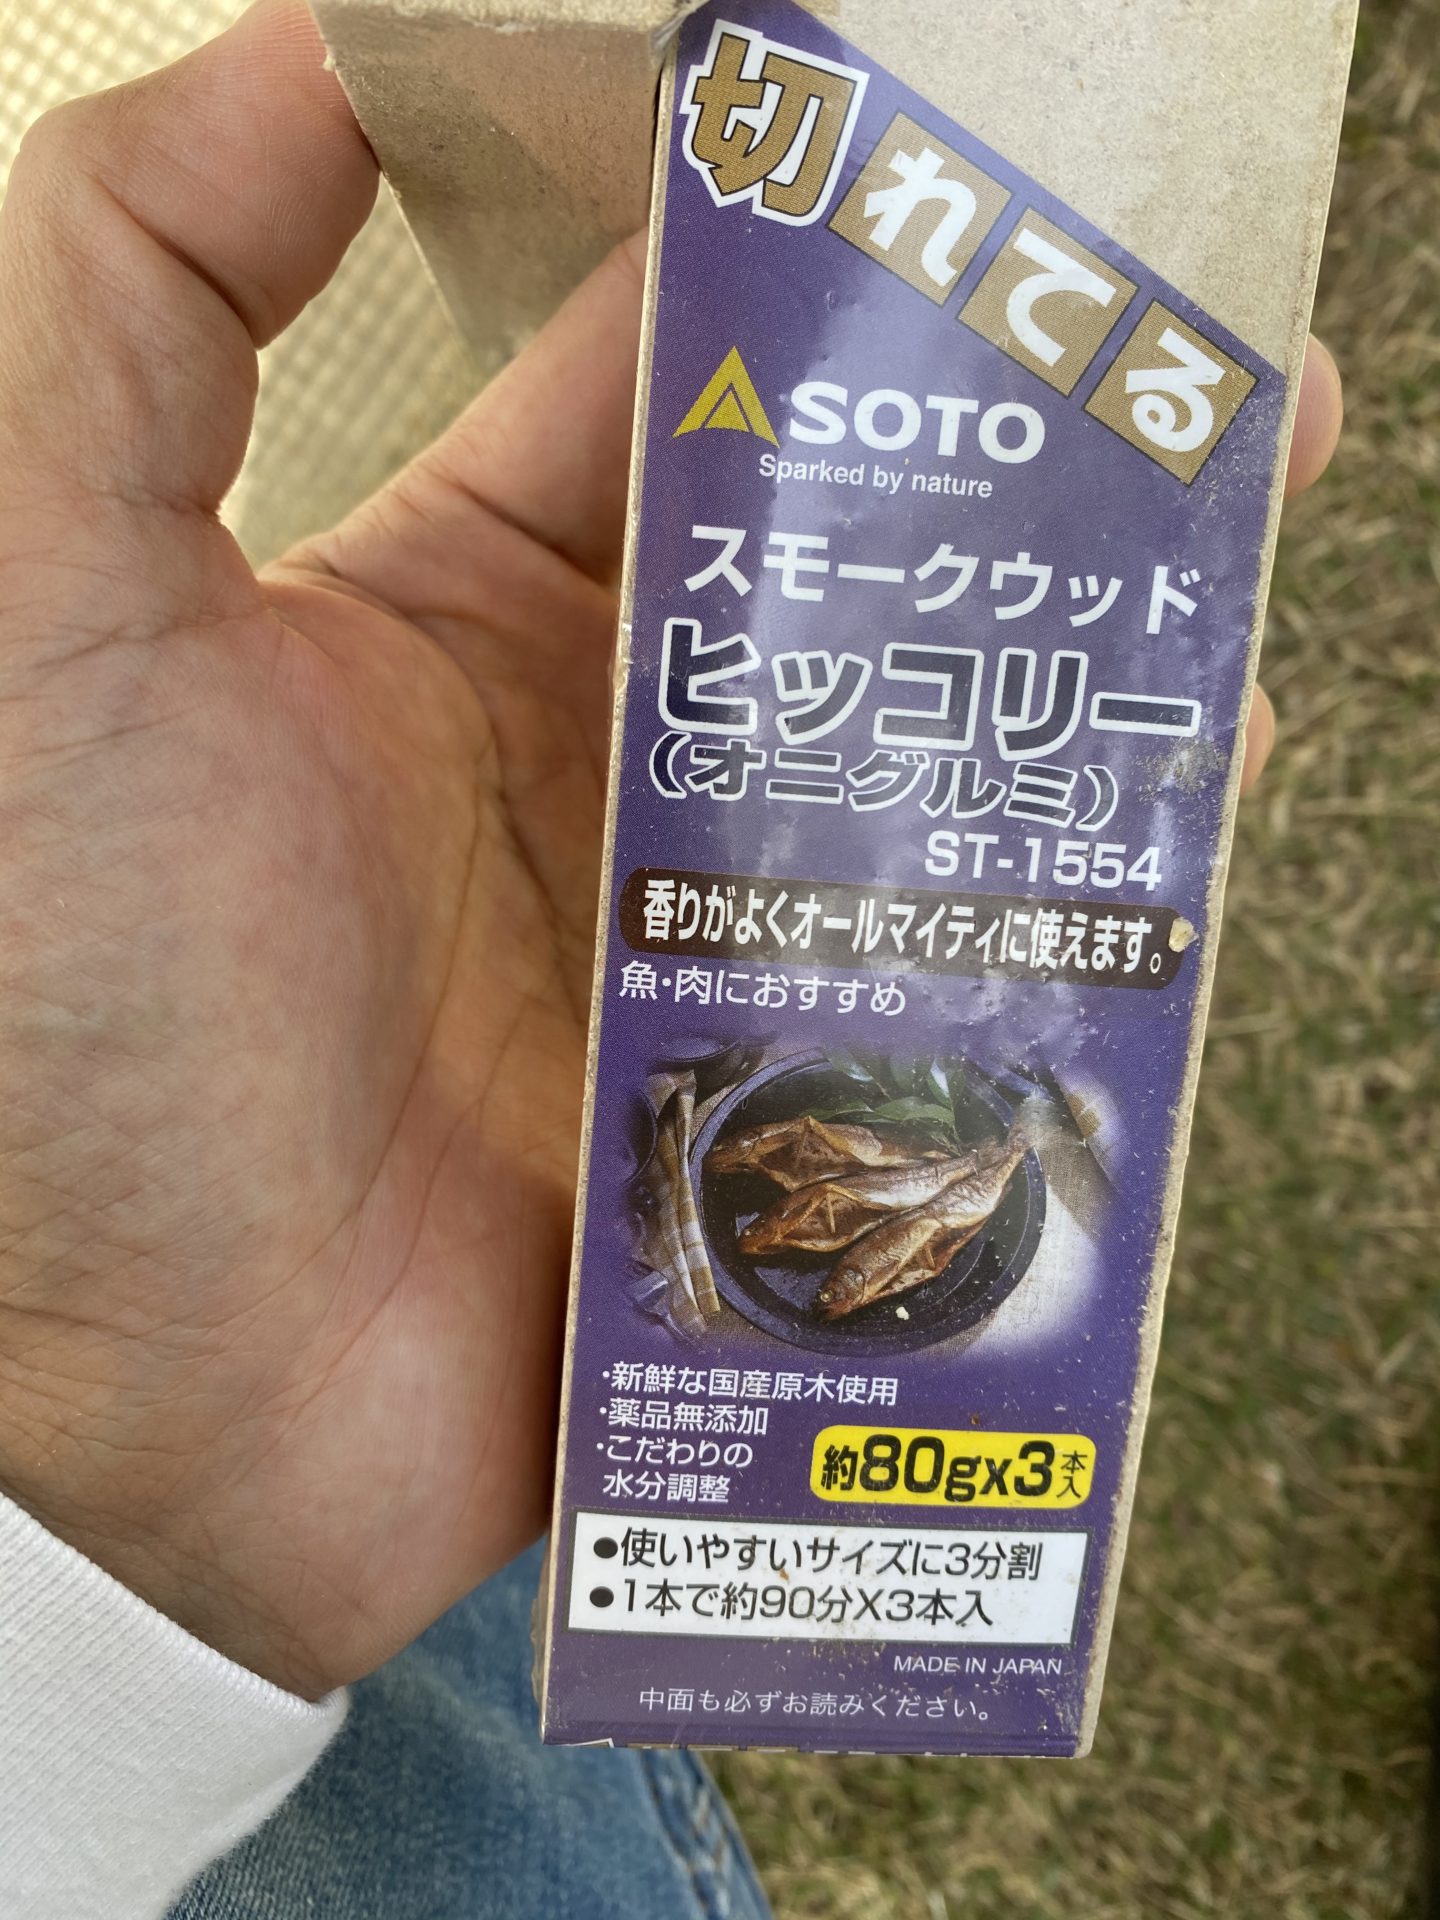 切れてる
SOTO
Sparked by nature
スモークウッド
ヒッコリー
（オニグルミ）
ST-1554
香りがよくオールマイティに使えます。
魚・肉におすすめ
・新鮮な国産原木使用
・薬品無添加
・こだわりの
水分調整
約80gx3本入
●使いやすいサイズに3分割
●1本で約90分X3本入
MADE IN JAPAN
中面も必ずお読みください。